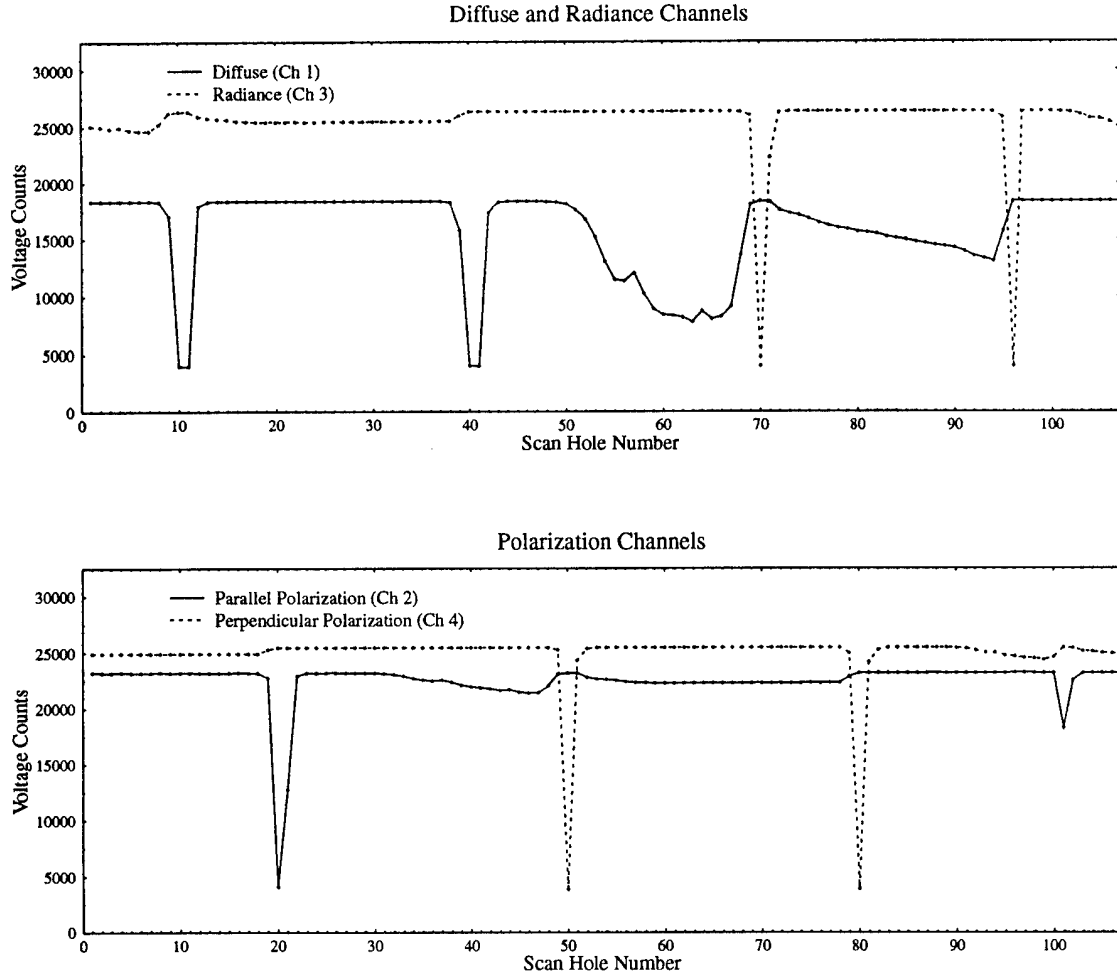 Diffuse and Radiance Channels
30000
25000
20000
15000
10000
5000
0
Voltage Counts
Diffuse (Ch 1)
Radiance (Ch 3)
0 10 20 30 40 50 60 70 80 90 100
Scan Hole Number
Polarization Channels
30000
25000
20000
15000
10000
5000
0
Voltage Counts
Parallel Polarization (Ch 2)
Perpendicular Polarization (Ch 4)
0 10 20 30 40 50 60 70 80 90 100
Scan Hole Number